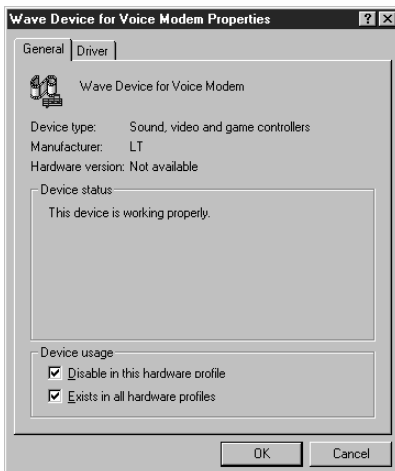 Wave Device for Voice Modem Properties
General Driver
Wave Device for Voice Modem
Device type: Sound, video and game controllers
Manufacturer: LT
Hardware version: Not available
Device status
This device is working properly.
Device usage
Disable in this hardware profile
Exists in all hardware profiles
OK Cancel